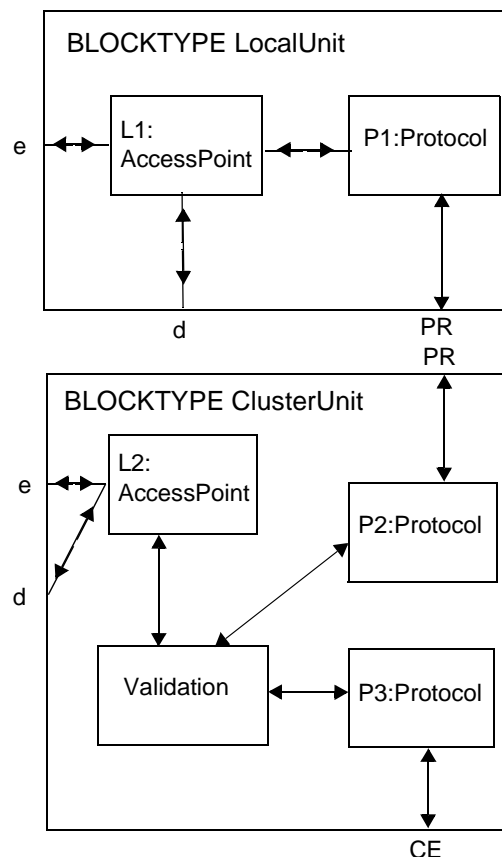 BLOCKTYPE LocalUnit
L1:
AccessPoint
P1:Protocol
e
d
PR
PR
BLOCKTYPE ClusterUnit
L2:
AccessPoint
e
P2:Protocol
d
Validation
P3:Protocol
CE